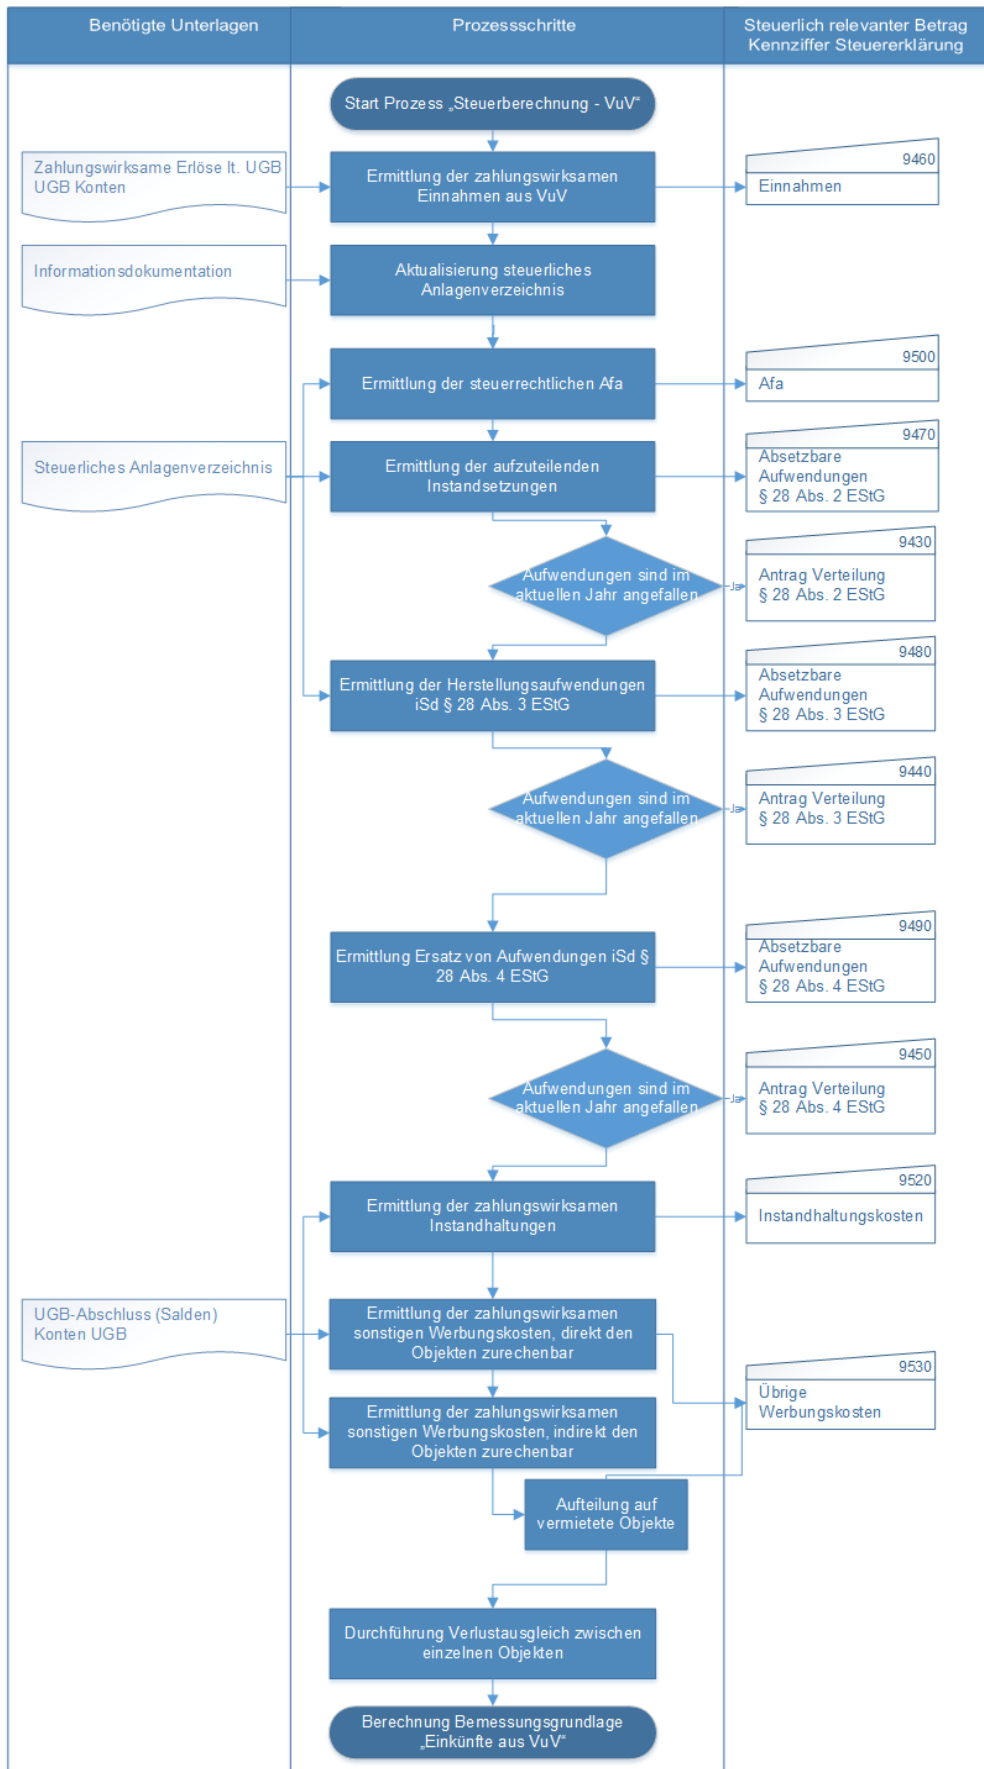 Benötigte Unterlagen
Prozessschritte
Steuerlich relevanter Betrag
Kennziffer Steuererklärung
Start Prozess „Steuerberechnung - VuV“
Zahlungswirksame Erlöse lt. UGB
UGB Konten
Ermittlung der zahlungswirksamen
Einnahmen aus VuV
9460
Einnahmen
Informationsdokumentation
Aktualisierung steuerliches
Anlagenverzeichnis
Ermittlung der steuerrechtlichen Afa
9500
Afa
Steuerliches Anlagenverzeichnis
Ermittlung der aufzuteilenden
Instandsetzungen
9470
Absetzbare
Aufwendungen
§ 28 Abs. 2 EStG
Aufwendungen sind im
aktuellen Jahr angefallen
Ja
9430
Antrag Verteilung
§ 28 Abs. 2 EStG
Ermittlung der Herstellungsaufwendungen
iSd § 28 Abs. 3 EStG
9480
Absetzbare
Aufwendungen
§ 28 Abs. 3 EStG
Aufwendungen sind im
aktuellen Jahr angefallen
Ja
9440
Antrag Verteilung
§ 28 Abs. 3 EStG
Ermittlung Ersatz von Aufwendungen iSd §
28 Abs. 4 EStG
9490
Absetzbare
Aufwendungen
§ 28 Abs. 4 EStG
Aufwendungen sind im
aktuellen Jahr angefallen
Ja
9450
Antrag Verteilung
§ 28 Abs. 4 EStG
Ermittlung der zahlungswirksamen
Instandhaltungen
9520
Instandhaltungskosten
UGB-Abschluss (Salden)
Konten UGB
Ermittlung der zahlungswirksamen
sonstigen Werbungskosten, direkt den
Objekten zurechenbar
9530
Übrige
Werbungskosten
Ermittlung der zahlungswirksamen
sonstigen Werbungskosten, indirekt den
Objekten zurechenbar
Aufteilung auf
vermietete Objekte
Durchführung Verlustausgleich zwischen
einzelnen Objekten
Berechnung Bemessungsgrundlage
„Einkünfte aus VuV“